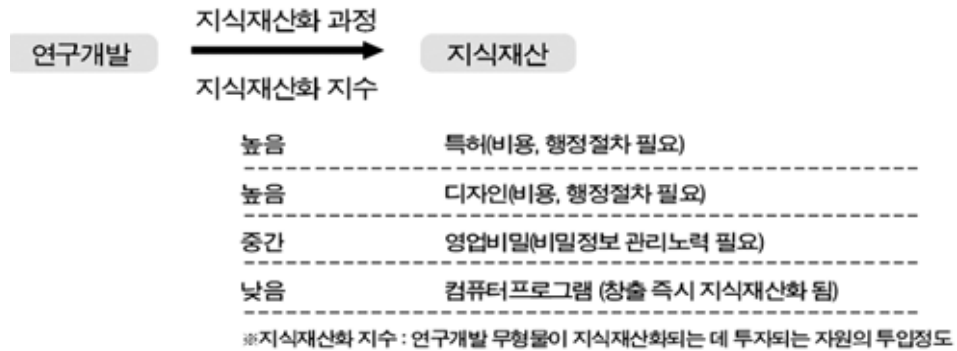 지식재산화 과정
연구개발 지식재산
지식재산화 지수
높음 특허(비용, 행정절차 필요)
높음 디자인(비용, 행정절차 필요)
중간 영업비밀(비밀정보 관리노력 필요)
낮음 컴퓨터프로그램 (창출 즉시 지식재산화 됨)
※지식재산화 지수 : 연구개발 무형물이 지식재산화되는 데 투자되는 자원의 투입정도